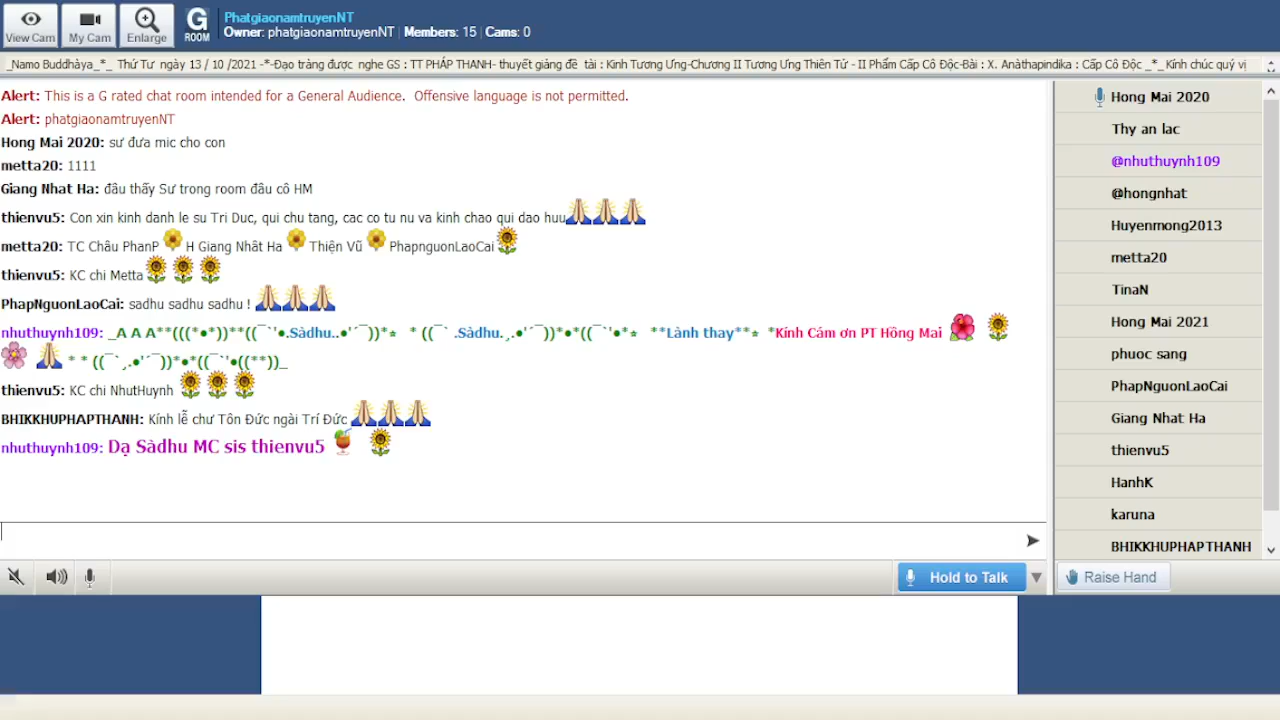 View Cam
My Cam
Enlarge
G
ROOM
PhatgiaonamtruyenNT
Owner: phatgiaonamtruyenNT | Members: 15 | Cams: 0
_Namo Buddhàya_*_ Thứ Tư ngày 13 / 10 /2021 -*-Đạo tràng được nghe GS : TT PHÁP THANH- thuyết giảng đề tài : Kinh Tương Ưng-Chương II Tương Ưng Thiên Tử - II Phẩm Cấp Cô Độc-Bài : X. Anàthapindika : Cấp Cô Độc _*_Kính chúc quý vị
Alert: This is a G rated chat room intended for a General Audience. Offensive language is not permitted.
Alert: phatgiaonamtruyenNT
Hong Mai 2020: sư đưa mic cho con
metta20: 1111
Giang Nhat Ha: đâu thấy Sư trong room đâu cô HM
thienvu5: Con xin kinh danh le su Tri Duc, qui chu tang, cac co tu nu va kinh chao qui dao huu
metta20: TC Châu PhanP H Giang Nhât Ha Thiện Vũ PhapnguonLaoCai
thienvu5: KC chi Metta
PhapNguonLaoCai: sadhu sadhu sadhu !
nhuthuynh109: _A A A**(((*•*))**((¯`'•.Sàdhu..•'´¯))*⭑ * ((¯` .Sàdhu.¸.•'´¯))*•*((¯`'•*⭑ **Lành thay**⭑ *Kính Cám ơn PT Hồng Mai
* * ((¯`¸.•'´¯))*•*((¯`'•((**))_
thienvu5: KC chi NhutHuynh
BHIKKHUPHAPTHANH: Kính lễ chư Tôn Đức ngài Trí Đức
nhuthuynh109: Dạ Sàdhu MC sis thienvu5
Hold to Talk
Hong Mai 2020
Thy an lac
@nhuthuynh109
@hongnhat
Huyenmong2013
metta20
TinaN
Hong Mai 2021
phuoc sang
PhapNguonLaoCai
Giang Nhat Ha
thienvu5
HanhK
karuna
BHIKKHUPHAPTHANH
Raise Hand